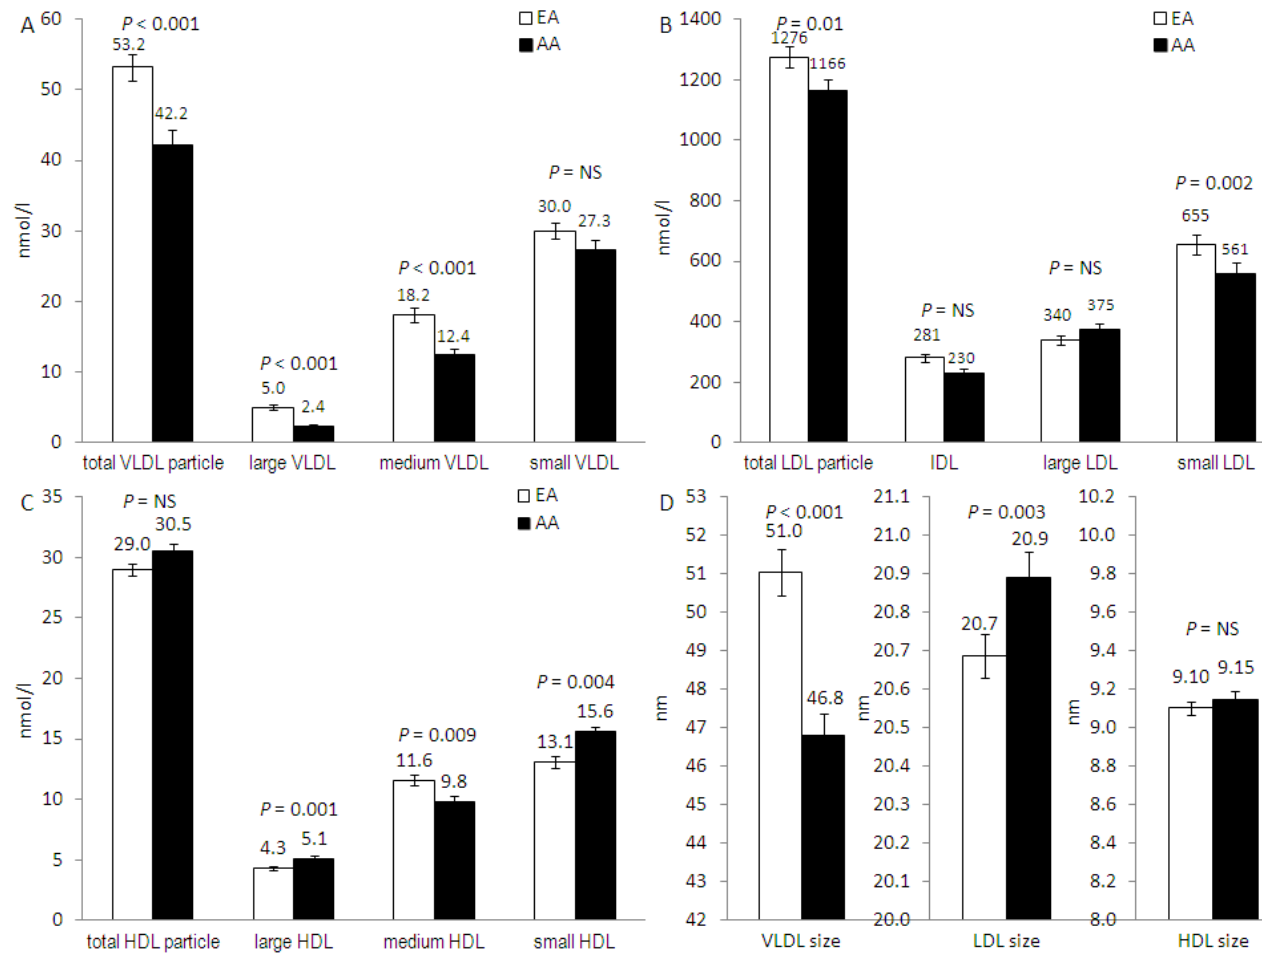 A
60
50
40
30
20
10
0
nmol/l
EA
AA
P < 0.001
53.2
42.2
P < 0.001
5.0
2.4
P < 0.001
18.2
12.4
P = NS
30.0
27.3
total VLDL particle
large VLDL
medium VLDL
small VLDL
B
1400
1200
1000
800
600
400
200
0
nmol/l
EA
AA
P = 0.01
1276
1166
P = NS
281
230
P = NS
340
375
P = 0.002
655
561
total LDL particle
IDL
large LDL
small LDL
C
35
30
25
20
15
10
5
0
nmol/l
EA
AA
P = NS
29.0
30.5
P = 0.001
4.3
5.1
P = 0.009
11.6
9.8
P = 0.004
13.1
15.6
total HDL particle
large HDL
medium HDL
small HDL
D
53
52
51
50
49
48
47
46
45
44
43
42
nm
P < 0.001
51.0
46.8
VLDL size
21.1
21.0
20.9
20.8
20.7
20.6
20.5
20.4
20.3
20.2
20.1
20.0
nm
P = 0.003
20.7
20.9
LDL size
10.2
10.0
9.8
9.6
9.4
9.2
9.0
8.8
8.6
8.4
8.2
8.0
nm
P = NS
9.10
9.15
HDL size